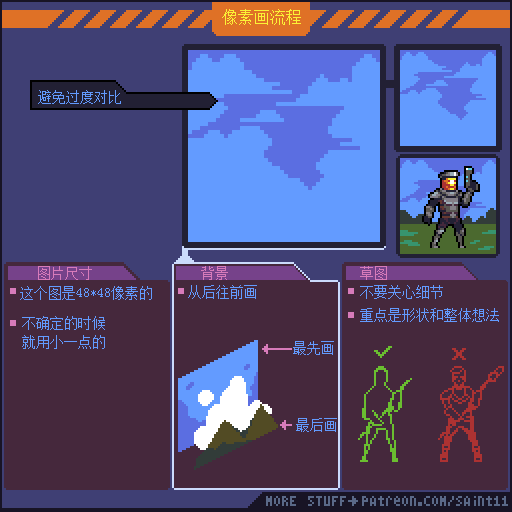 像素画流程
避免过度对比
图片尺寸
这个图是48*48像素的
不确定的时候
就用小一点的
背景
从后往前画
最先画
最后画
草图
不要关心细节
重点是形状和整体想法
MORE STUFF→PATREON.COM/SAINT11